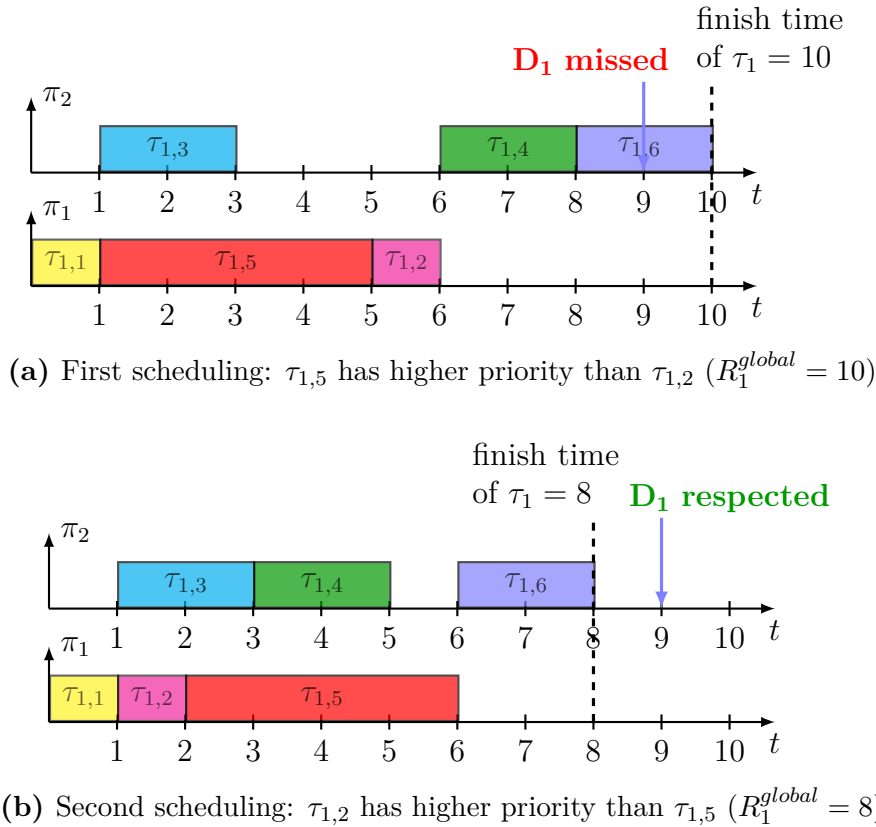 finish time
of τ1 = 10
D1 missed
π2
τ1,3
τ1,4
τ1,6
1 2 3 4 5 6 7 8 9 10 t
π1
τ1,1
τ1,5
τ1,2
1 2 3 4 5 6 7 8 9 10 t
(a) First scheduling: τ1,5 has higher priority than τ1,2 (R1^global = 10)
finish time
of τ1 = 8
D1 respected
π2
τ1,3
τ1,4
τ1,6
1 2 3 4 5 6 7 8 9 10 t
π1
τ1,1
τ1,2
τ1,5
1 2 3 4 5 6 7 8 9 10 t
(b) Second scheduling: τ1,2 has higher priority than τ1,5 (R1^global = 8)